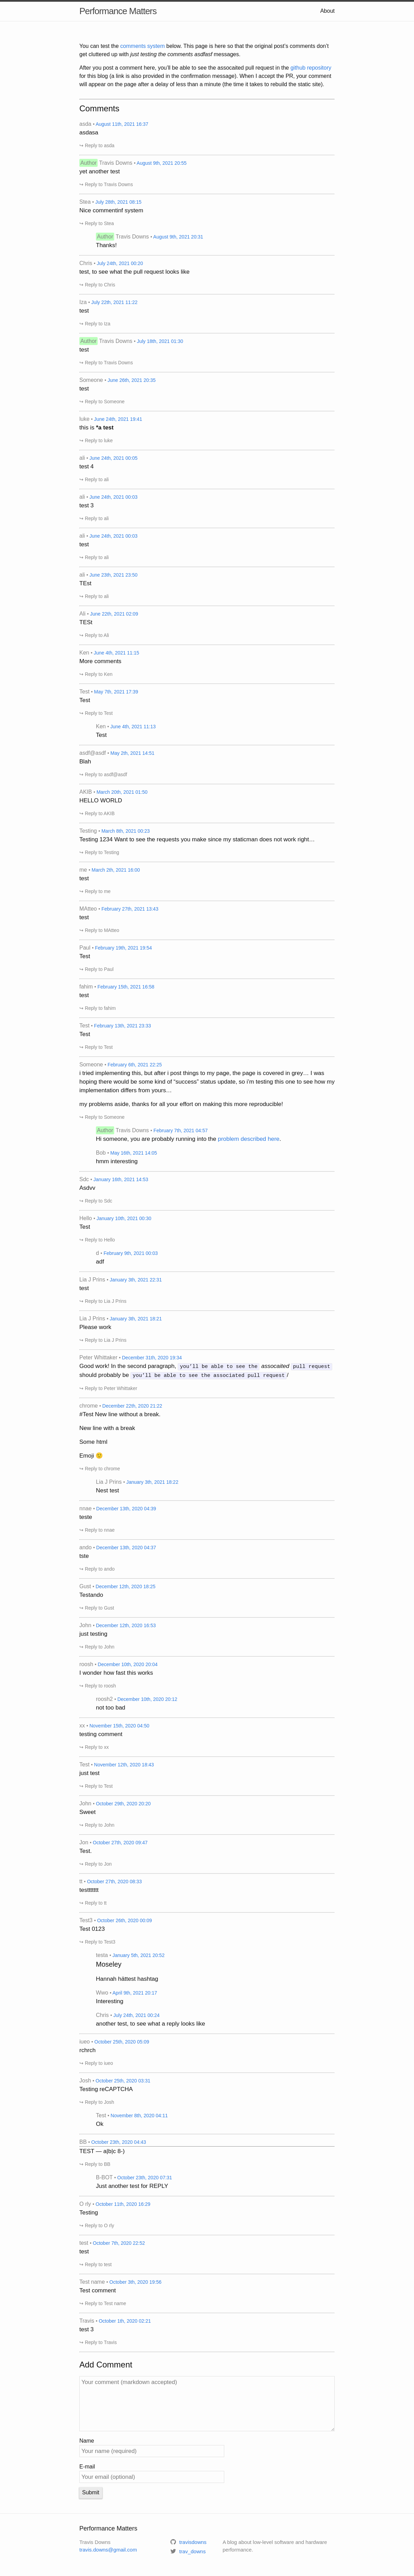 Performance Matters
About
You can test the comments system below. This page is here so that the original post's comments don't
get cluttered up with just testing the comments asdfasf messages.
After you post a comment here, you'll be able to see the assocaited pull request in the github repository
for this blog (a link is also provided in the confirmation message). When I accept the PR, your comment
will appear on the page after a delay of less than a minute (the time it takes to rebuild the static site).
Comments
asda • August 11th, 2021 16:37
asdasa
↪ Reply to asda
Author Travis Downs • August 9th, 2021 20:55
yet another test
↪ Reply to Travis Downs
Stea • July 28th, 2021 08:15
Nice commentinf system
↪ Reply to Stea
Author Travis Downs • August 9th, 2021 20:31
Thanks!
Chris • July 24th, 2021 00:20
test, to see what the pull request looks like
↪ Reply to Chris
Iza • July 22th, 2021 11:22
test
↪ Reply to Iza
Author Travis Downs • July 18th, 2021 01:30
test
↪ Reply to Travis Downs
Someone • June 26th, 2021 20:35
test
↪ Reply to Someone
luke • June 24th, 2021 19:41
this is *a test
↪ Reply to luke
ali • June 24th, 2021 00:05
test 4
↪ Reply to ali
ali • June 24th, 2021 00:03
test 3
↪ Reply to ali
ali • June 24th, 2021 00:03
test
↪ Reply to ali
ali • June 23th, 2021 23:50
TEst
↪ Reply to ali
Ali • June 22th, 2021 02:09
TESt
↪ Reply to Ali
Ken • June 4th, 2021 11:15
More comments
↪ Reply to Ken
Test • May 7th, 2021 17:39
Test
↪ Reply to Test
Ken • June 4th, 2021 11:13
Test
asdf@asdf • May 2th, 2021 14:51
Blah
↪ Reply to asdf@asdf
AKIB • March 20th, 2021 01:50
HELLO WORLD
↪ Reply to AKIB
Testing • March 6th, 2021 00:23
Testing 1234 Want to see the requests you make since my staticman does not work right…
↪ Reply to Testing
me • March 2th, 2021 16:00
test
↪ Reply to me
MAtteo • February 27th, 2021 13:43
test
↪ Reply to MAtteo
Paul • February 19th, 2021 19:54
Test
↪ Reply to Paul
fahim • February 15th, 2021 18:58
test
↪ Reply to fahim
Test • February 13th, 2021 23:33
Test
↪ Reply to Test
Someone • February 6th, 2021 22:25
i tried implementing this, but after i post things to my page, the page is covered in grey… I was
hoping there would be some kind of "success" status update, so i'm testing this one to see how my
implementation differs from yours…
my problems aside, thanks for all your effort on making this more reproducible!
↪ Reply to Someone
Author Travis Downs • February 7th, 2021 04:57
Hi someone, you are probably running into the problem described here.
Bob • May 16th, 2021 14:05
hmm interesting
Sdc • January 16th, 2021 14:53
Asdvv
↪ Reply to Sdc
Hello • January 10th, 2021 00:30
Test
↪ Reply to Hello
d • February 9th, 2021 00:03
adf
Lia J Prins • January 3th, 2021 22:31
test
↪ Reply to Lia J Prins
Lia J Prins • January 3th, 2021 18:21
Please work
↪ Reply to Lia J Prins
Peter Whittaker • December 31th, 2020 19:34
Good work! In the second paragraph, you'll be able to see the assocaited pull request
should probably be you'll be able to see the associated pull request/
↪ Reply to Peter Whittaker
chrome • December 22th, 2020 21:22
#Test New line without a break.
New line with a break
Some html
Emoji 🙂
↪ Reply to chrome
Lia J Prins • January 3th, 2021 18:22
Nest test
nnae • December 13th, 2020 04:39
teste
↪ Reply to nnae
ando • December 13th, 2020 04:37
tste
↪ Reply to ando
Gust • December 12th, 2020 18:25
Testando
↪ Reply to Gust
John • December 12th, 2020 16:53
just testing
↪ Reply to John
roosh • December 10th, 2020 20:04
I wonder how fast this works
↪ Reply to roosh
roosh2 • December 10th, 2020 20:12
not too bad
xx • November 15th, 2020 04:50
testing comment
↪ Reply to xx
Test • November 12th, 2020 18:43
just test
↪ Reply to Test
John • October 29th, 2020 20:20
Sweet
↪ Reply to John
Jon • October 27th, 2020 08:47
Test.
↪ Reply to Jon
tt • October 27th, 2020 08:33
testttttttt
↪ Reply to tt
Test3 • October 26th, 2020 00:09
Test 0123
↪ Reply to Test3
testa • January 5th, 2021 20:52
Moseley
Hannah hättest hashtag
Wwo • April 9th, 2021 20:17
Interesting
Chris • July 24th, 2021 00:24
another test, to see what a reply looks like
iuwo • October 25th, 2020 05:09
rchrch
↪ Reply to iuwo
Josh • October 25th, 2020 03:31
Testing reCAPTCHA
↪ Reply to Josh
Test • November 8th, 2020 04:11
Ok
BB • October 23th, 2020 04:43
TEST — a|b|c 8-)
↪ Reply to BB
B-BOT • October 23th, 2020 07:31
Just another test for REPLY
O rly • October 11th, 2020 16:29
Testing
↪ Reply to O rly
test • October 7th, 2020 22:52
test
↪ Reply to test
Test name • October 3th, 2020 19:56
Test comment
↪ Reply to Test name
Travis • October 1th, 2020 02:21
test 3
↪ Reply to Travis
Add Comment
Your comment (markdown accepted)
Name
Your name (required)
E-mail
Your email (optional)
Submit
Performance Matters
Travis Downs
travis.downs@gmail.com
travisdowns
trav_downs
A blog about low-level software and hardware
performance.